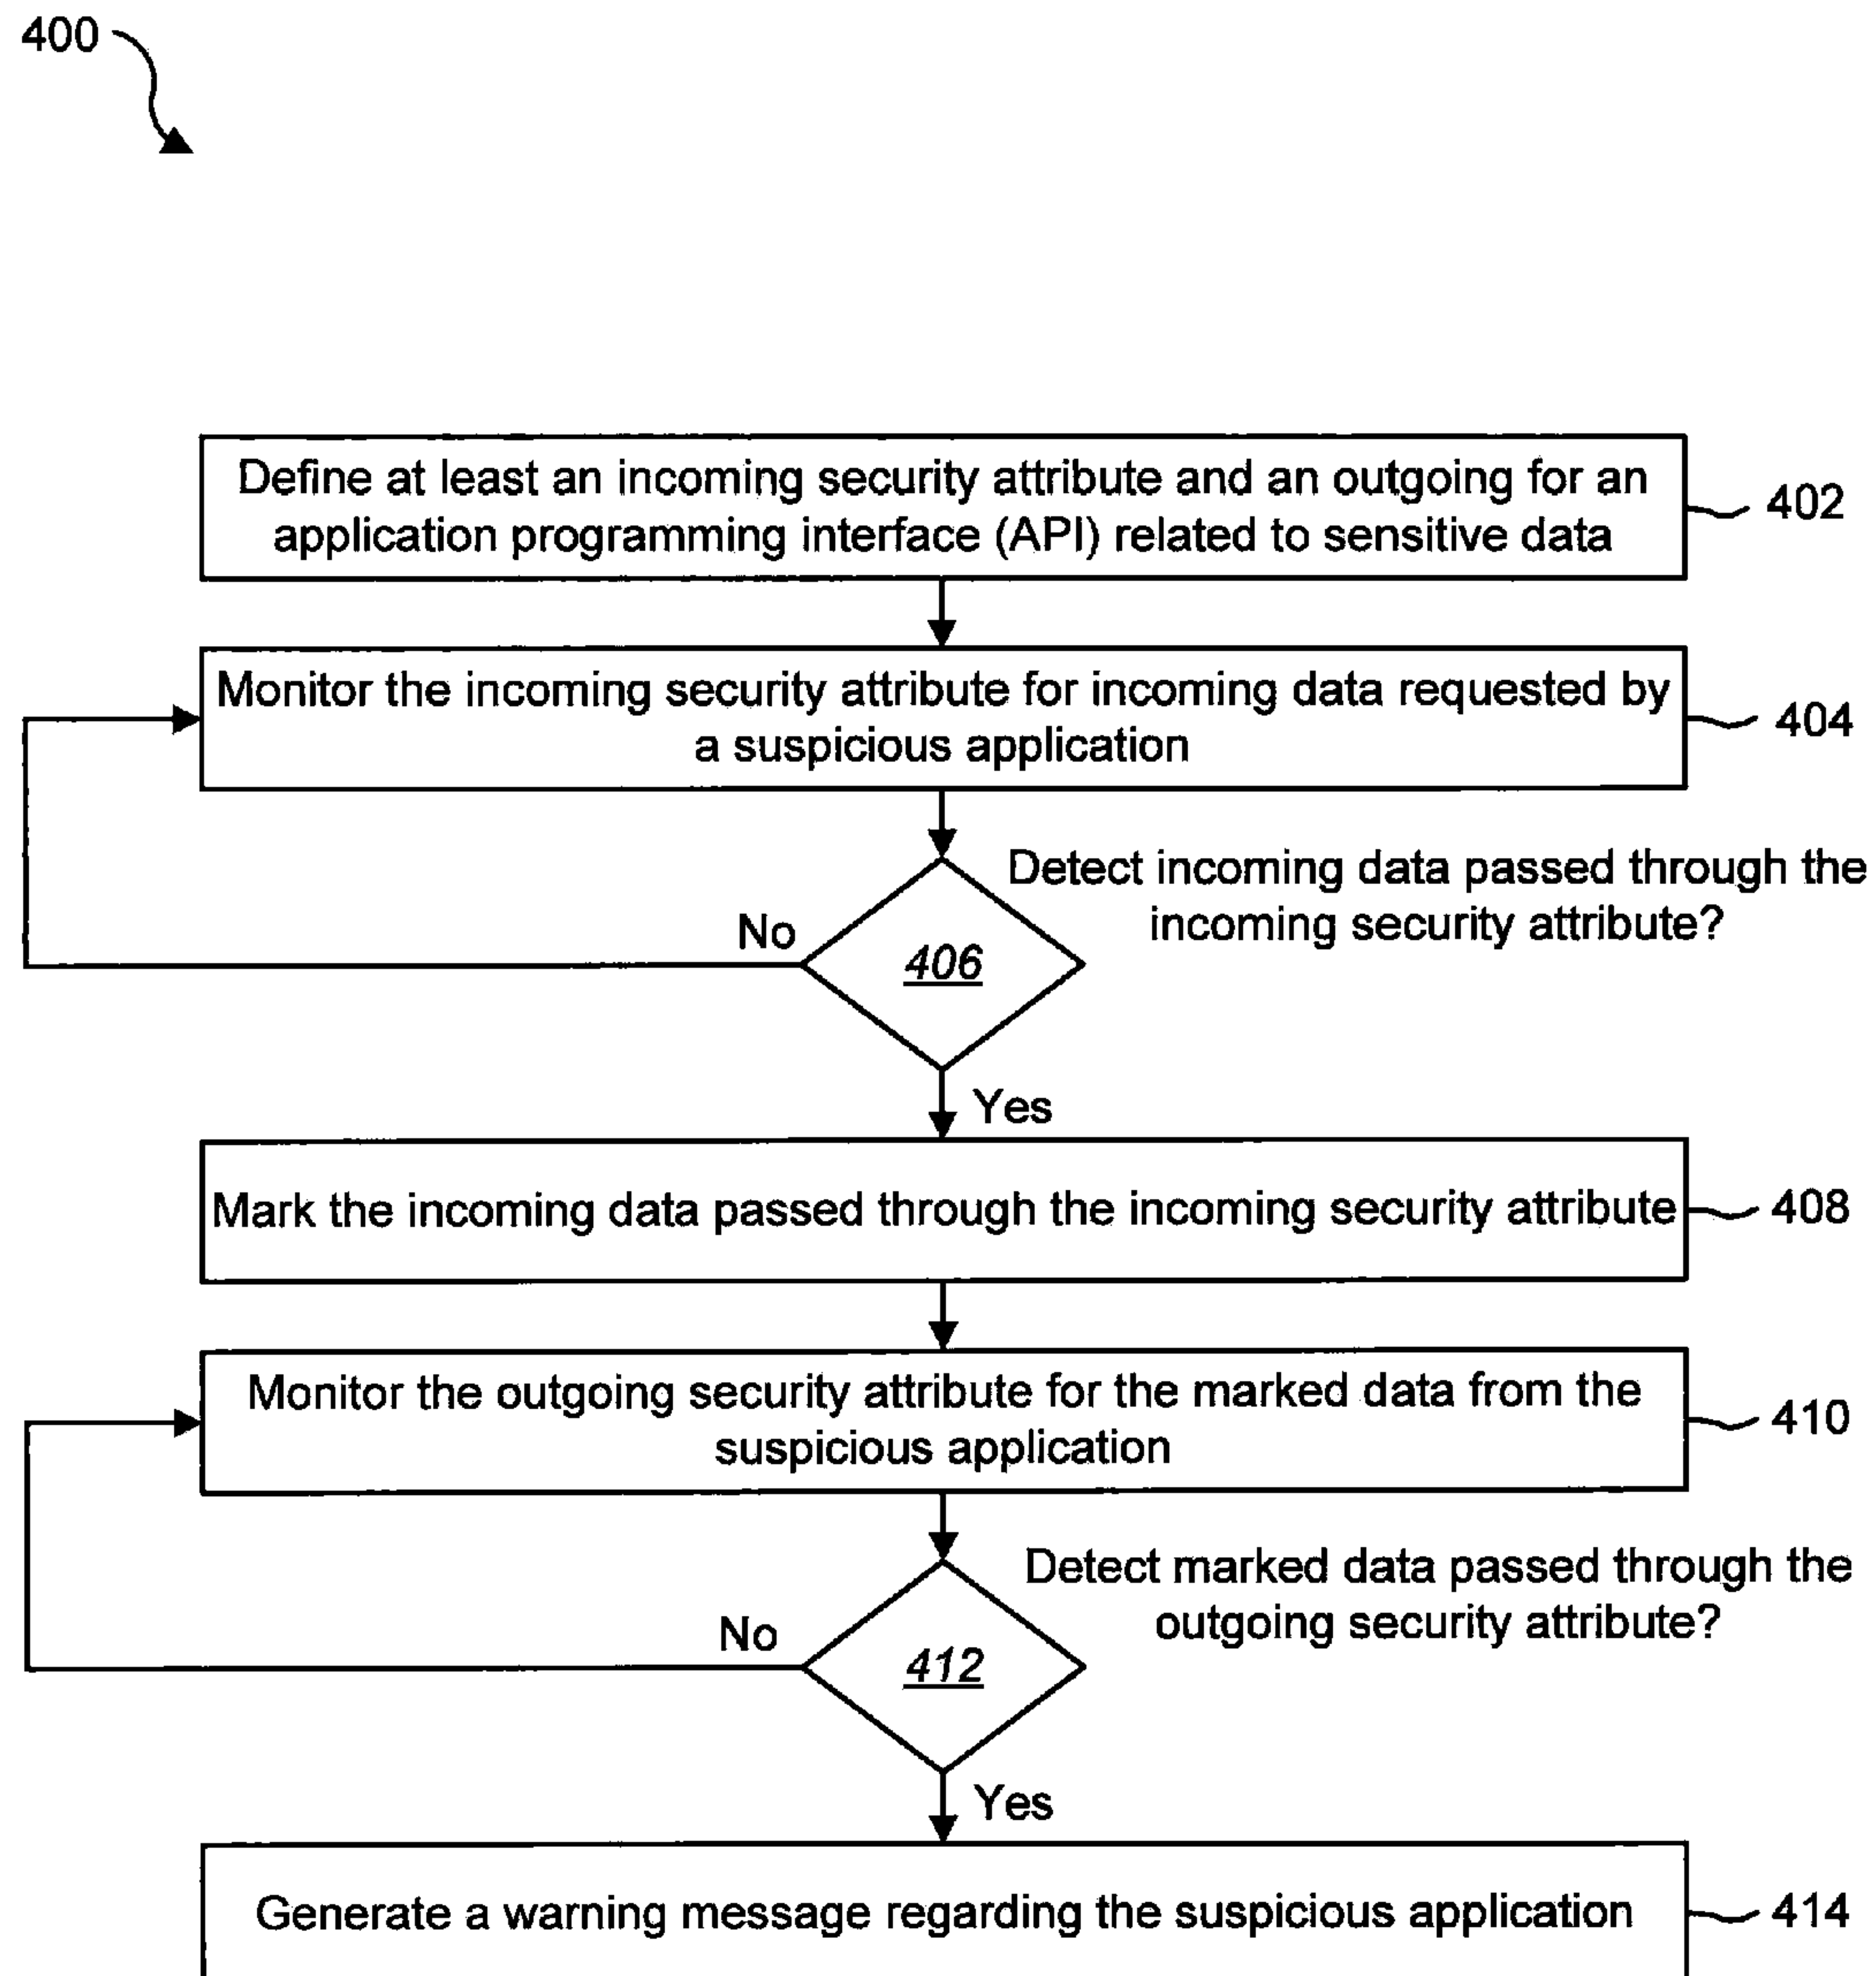 400
Define at least an incoming security attribute and an outgoing for an
application programming interface (API) related to sensitive data
402
Monitor the incoming security attribute for incoming data requested by
a suspicious application
404
Detect incoming data passed through the
incoming security attribute?
No
406
Yes
Mark the incoming data passed through the incoming security attribute
408
Monitor the outgoing security attribute for the marked data from the
suspicious application
410
Detect marked data passed through the
outgoing security attribute?
No
412
Yes
Generate a warning message regarding the suspicious application
414